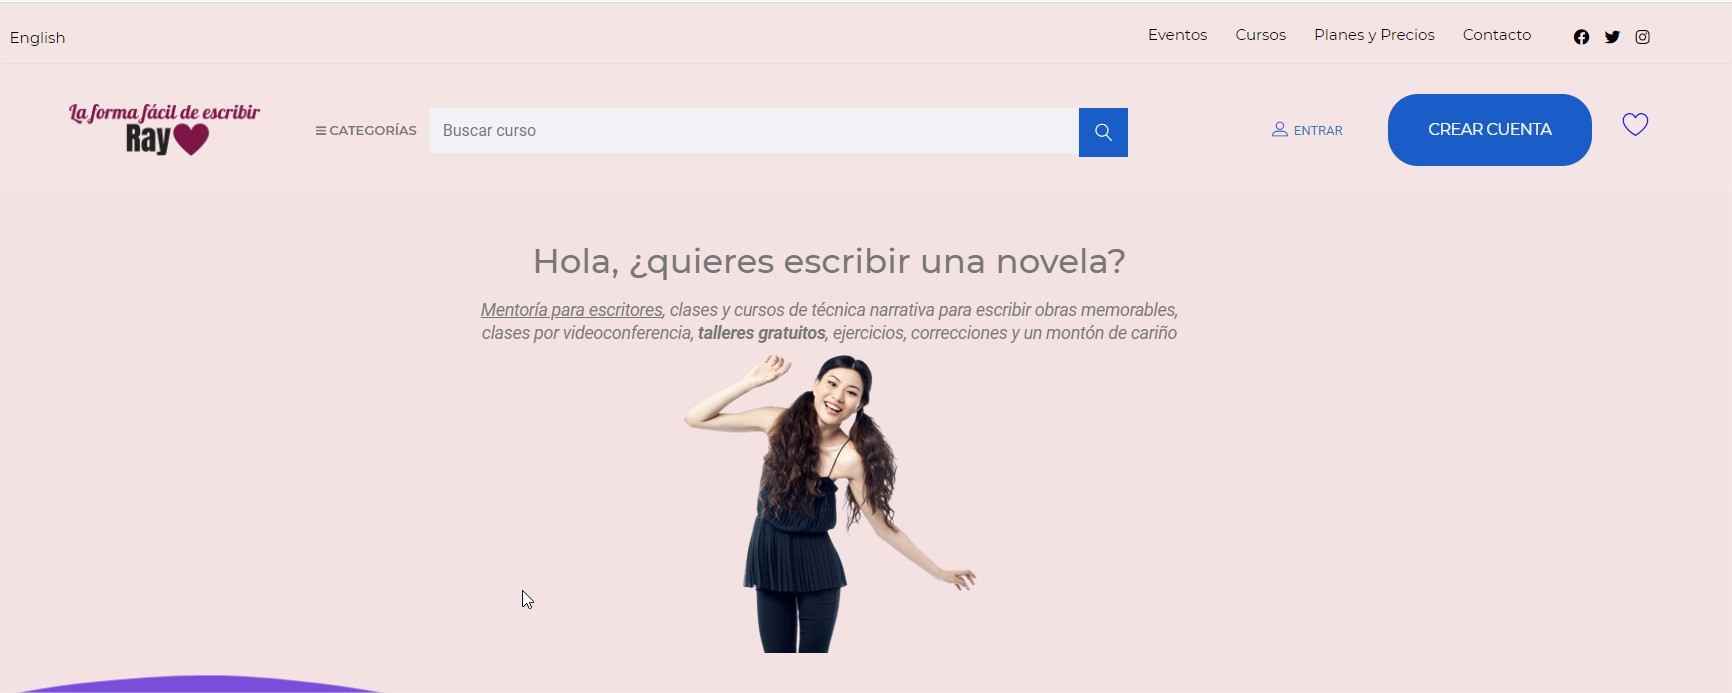 English
Eventos Cursos Planes y Precios Contacto
La forma fácil de escribir
Ray
CATEGORÍAS
Buscar curso
ENTRAR
CREAR CUENTA
Hola, ¿quieres escribir una novela?
Mentoría para escritores, clases y cursos de técnica narrativa para escribir obras memorables,
clases por videoconferencia, talleres gratuitos, ejercicios, correcciones y un montón de cariño